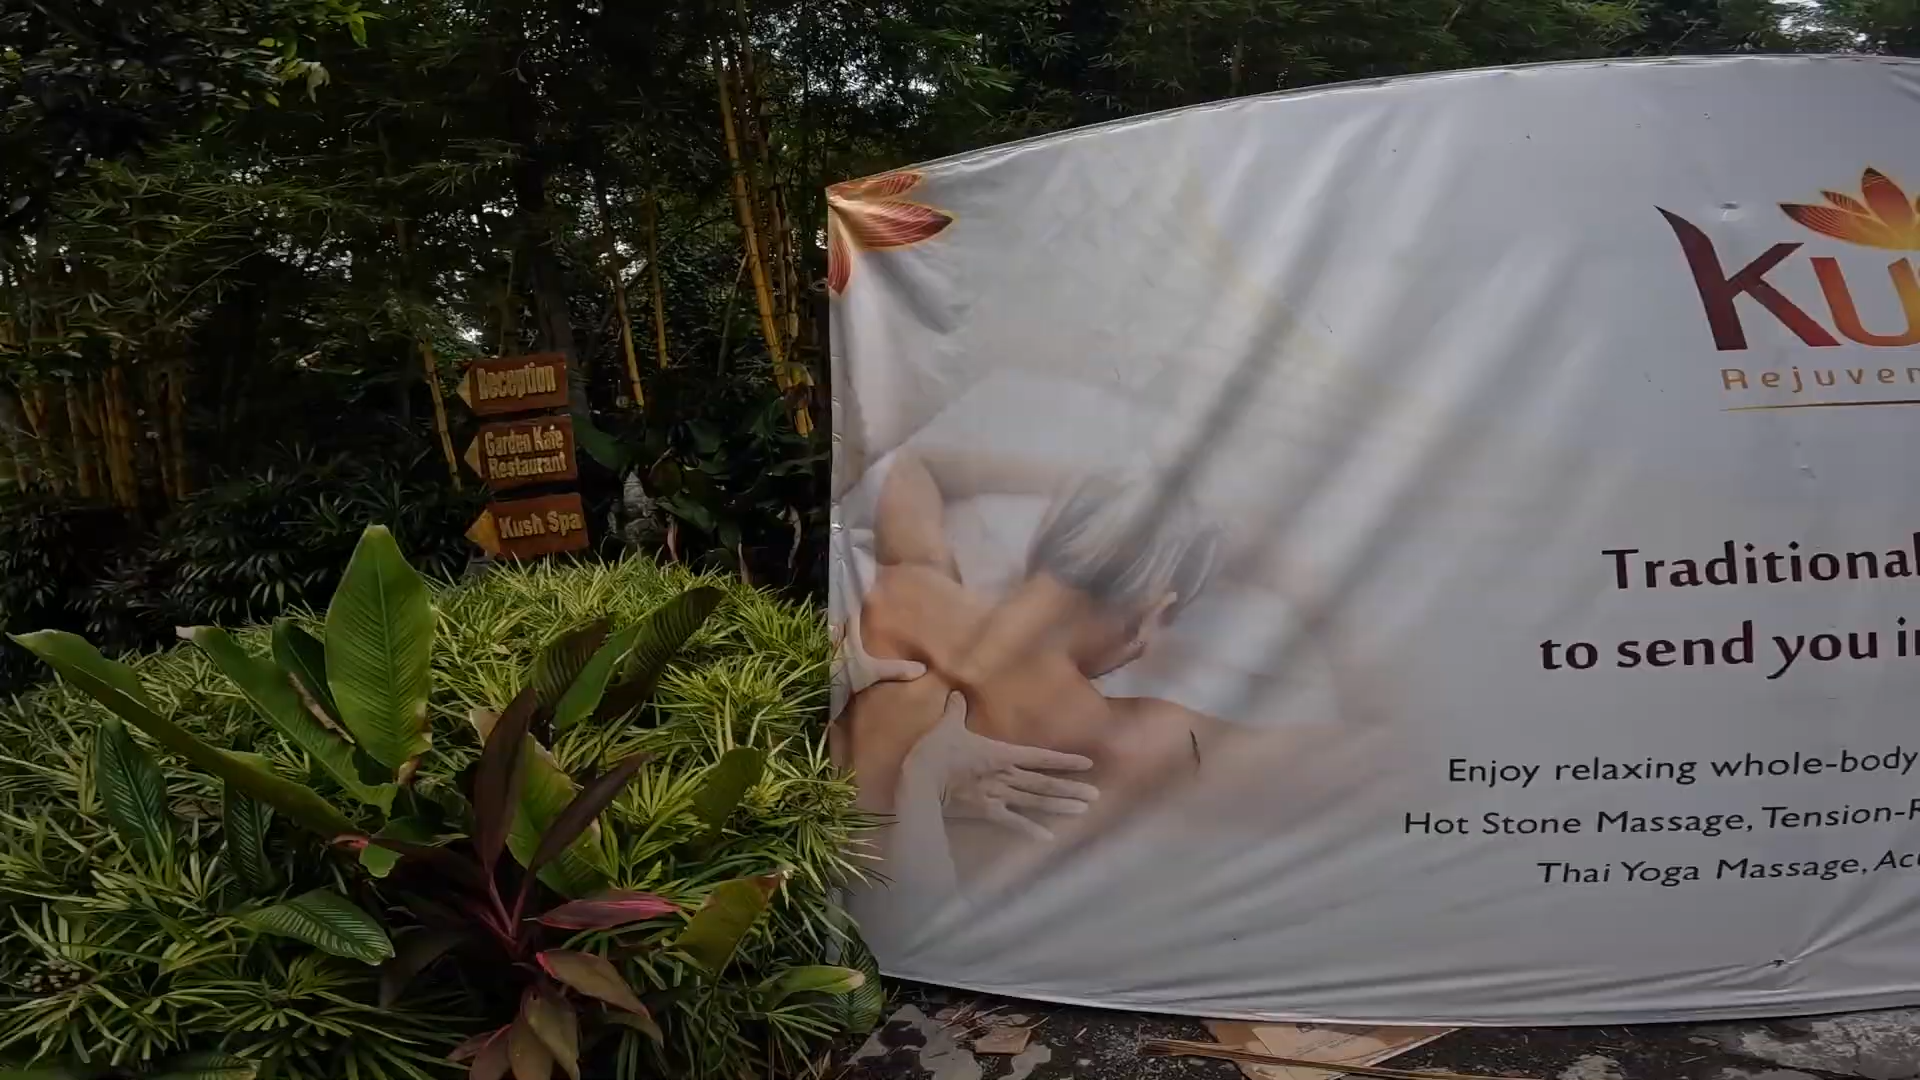 Reception
Garden Kafe
Restaurant
Kush Spa
Ku
Rejuven
Traditional
to send you i
Enjoy relaxing whole-body
Hot Stone Massage, Tension-
Thai Yoga Massage, Ac